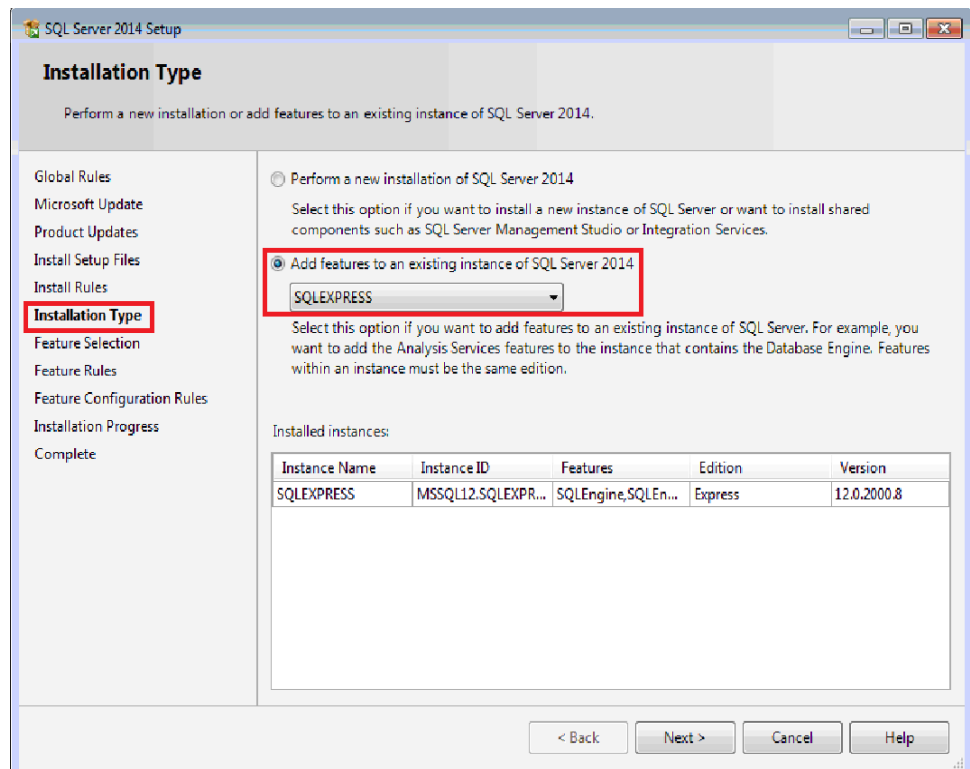 SQL Server 2014 Setup
Installation Type
Perform a new installation or add features to an existing instance of SQL Server 2014.
Global Rules
Microsoft Update
Product Updates
Install Setup Files
Install Rules
Installation Type
Feature Selection
Feature Rules
Feature Configuration Rules
Installation Progress
Complete
Perform a new installation of SQL Server 2014
Select this option if you want to install a new instance of SQL Server or want to install shared
components such as SQL Server Management Studio or Integration Services.
Add features to an existing instance of SQL Server 2014
SQLEXPRESS
Select this option if you want to add features to an existing instance of SQL Server. For example, you
want to add the Analysis Services features to the instance that contains the Database Engine. Features
within an instance must be the same edition.
Installed instances:
Instance Name Instance ID Features Edition Version
SQLEXPRESS MSSQL12.SQLEXPR... SQLEngine,SQLEn... Express 12.0.2000.8
< Back Next > Cancel Help